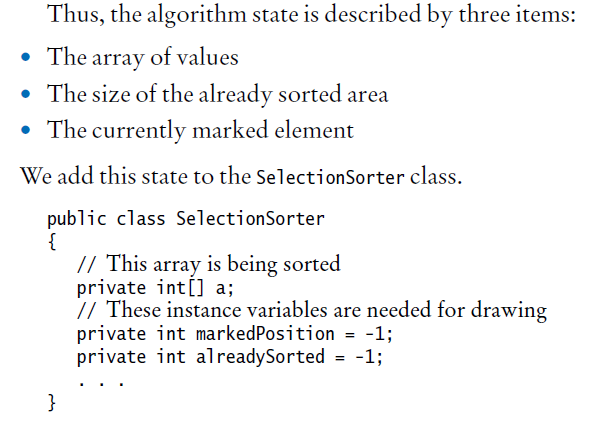 Thus, the algorithm state is described by three items:
• The array of values
• The size of the already sorted area
• The currently marked element
We add this state to the SelectionSorter class.
public class SelectionSorter
{
// This array is being sorted
private int[] a;
// These instance variables are needed for drawing
private int markedPosition = -1;
private int alreadySorted = -1;
. . .
}